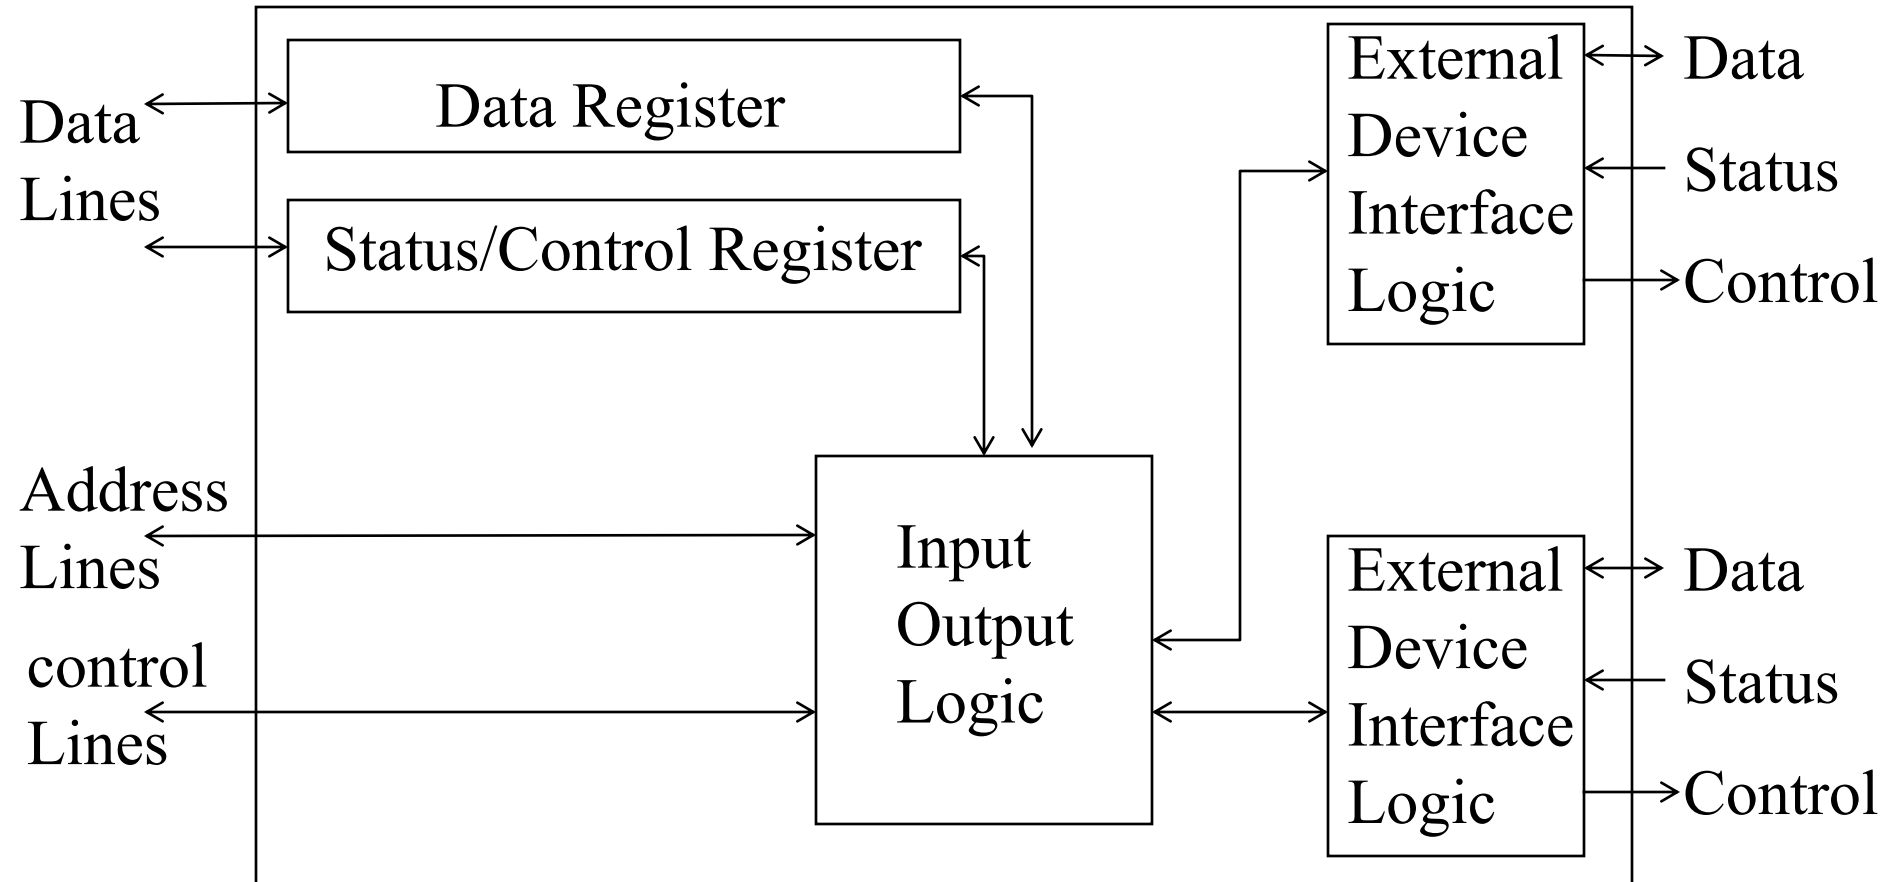 Data
Lines
Data Register
Status/Control Register
Address
Lines
control
Lines
Input
Output
Logic
External
Device
Interface
Logic
Data
Status
Control
External
Device
Interface
Logic
Data
Status
Control